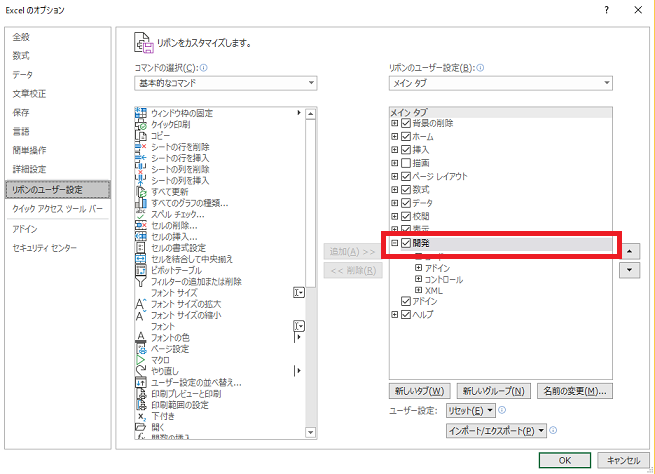 Excel のオプション
?
全般
数式
データ
文章校正
保存
言語
簡単操作
詳細設定
リボンのユーザー設定
クイック アクセス ツール バー
アドイン
セキュリティ センター
リボンをカスタマイズします。
コマンドの選択(C):
基本的なコマンド
ウィンドウ枠の固定
クイック印刷
コピー
シートの行を削除
シートの行を挿入
シートの列を削除
シートの列を挿入
すべて更新
すべてのグラフの種類...
スペル チェック...
セルの削除...
セルの挿入...
セルの書式設定
セルを結合して中央揃え
ピボットテーブル
フィルターの追加または削除
フォント サイズ
フォント サイズの拡大
フォント サイズの縮小
フォント
フォントの色
ページ設定
マクロ
やり直し
ユーザー設定の並べ替え...
印刷プレビューと印刷
印刷範囲の設定
下付き
開く
関数の挿入
追加(A) >>
<< 削除(R)
リボンのユーザー設定(B):
メイン タブ
メイン タブ
背景の削除
ホーム
挿入
描画
ページ レイアウト
数式
データ
校閲
表示
開発
アドイン
コントロール
XML
アドイン
ヘルプ
新しいタブ(W)
新しいグループ(N)
名前の変更(M)...
ユーザー設定:
リセット(E)
インポート/エクスポート(P)
OK
キャンセル